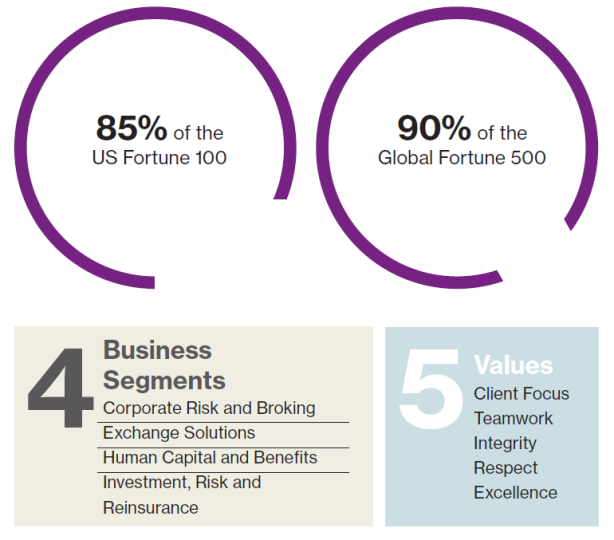 85% of the
US Fortune 100
90% of the
Global Fortune 500
4
Business
Segments
Corporate Risk and Broking
Exchange Solutions
Human Capital and Benefits
Investment, Risk and
Reinsurance
5
Values
Client Focus
Teamwork
Integrity
Respect
Excellence